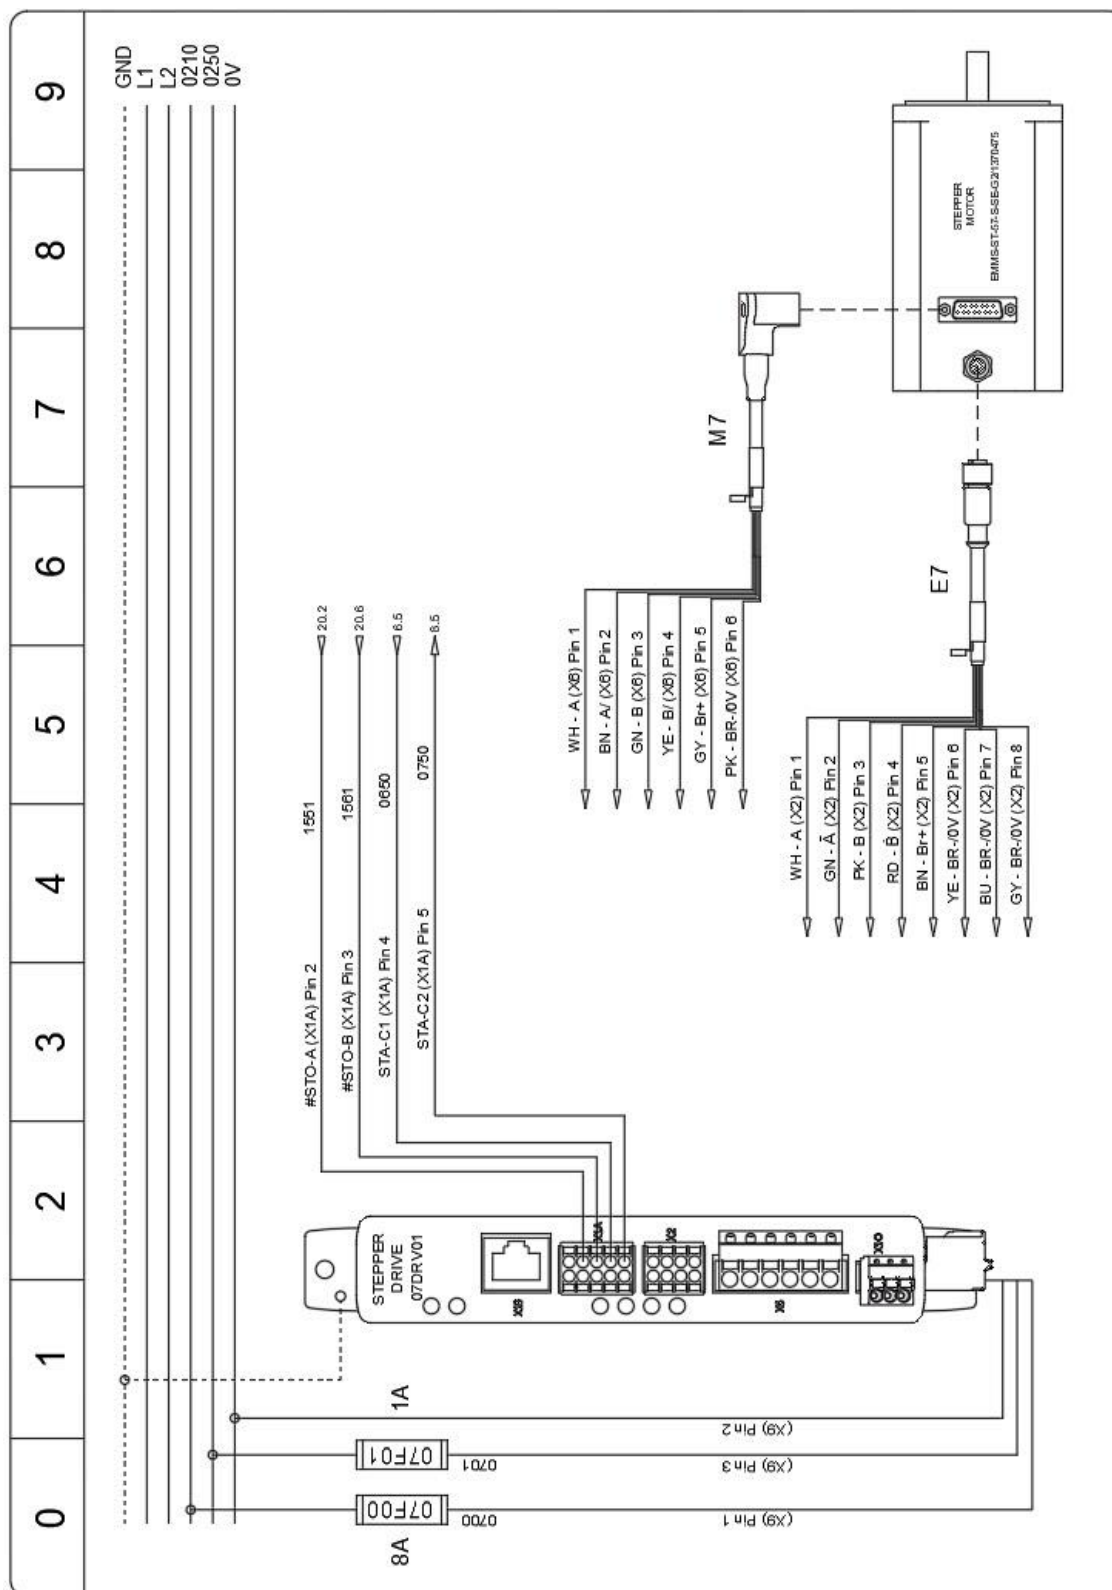 0
1
2
3
4
5
6
7
8
9
GND
L1
L2
0210
0250
0V
8A
07F00
0700
(X9) Pin 1
07F01
1A
0701
(X9) Pin 3
(X9) Pin 2
STEPPER
DRIVE
07DRV01
X1A
X2
X6
#STO-A (X1A) Pin 2
1551
20.2
#STO-B (X1A) Pin 3
1561
20.6
STA-C1 (X1A) Pin 4
0650
6.5
STA-C2 (X1A) Pin 5
0750
8.5
WH - A (X6) Pin 1
BN - A/ (X6) Pin 2
GN - B (X6) Pin 3
YE - B/ (X6) Pin 4
GY - Br+ (X6) Pin 5
PK - BR-/0V (X6) Pin 6
M7
WH - A (X2) Pin 1
GN - Ā (X2) Pin 2
PK - B (X2) Pin 3
RD - B̄ (X2) Pin 4
BN - Br+ (X2) Pin 5
YE - BR-/0V (X2) Pin 6
BU - BR-/0V (X2) Pin 7
GY - BR-/0V (X2) Pin 8
E7
STEPPER
MOTOR
EMMS-ST-57-S-SE-G2/1370475